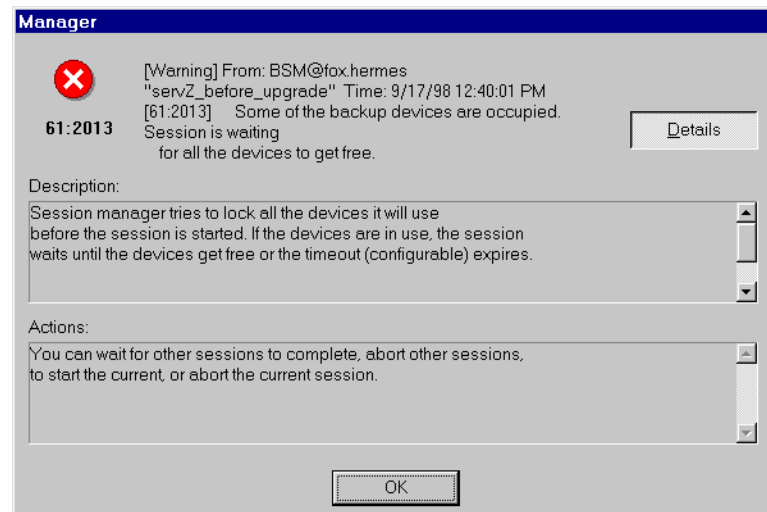 Manager
[Warning] From: BSM@fox.hermes
"servZ_before_upgrade" Time: 9/17/98 12:40:01 PM
[61:2013] Some of the backup devices are occupied.
Session is waiting
for all the devices to get free.
61:2013
Details
Description:
Session manager tries to lock all the devices it will use
before the session is started. If the devices are in use, the session
waits until the devices get free or the timeout (configurable) expires.
Actions:
You can wait for other sessions to complete, abort other sessions,
to start the current, or abort the current session.
OK